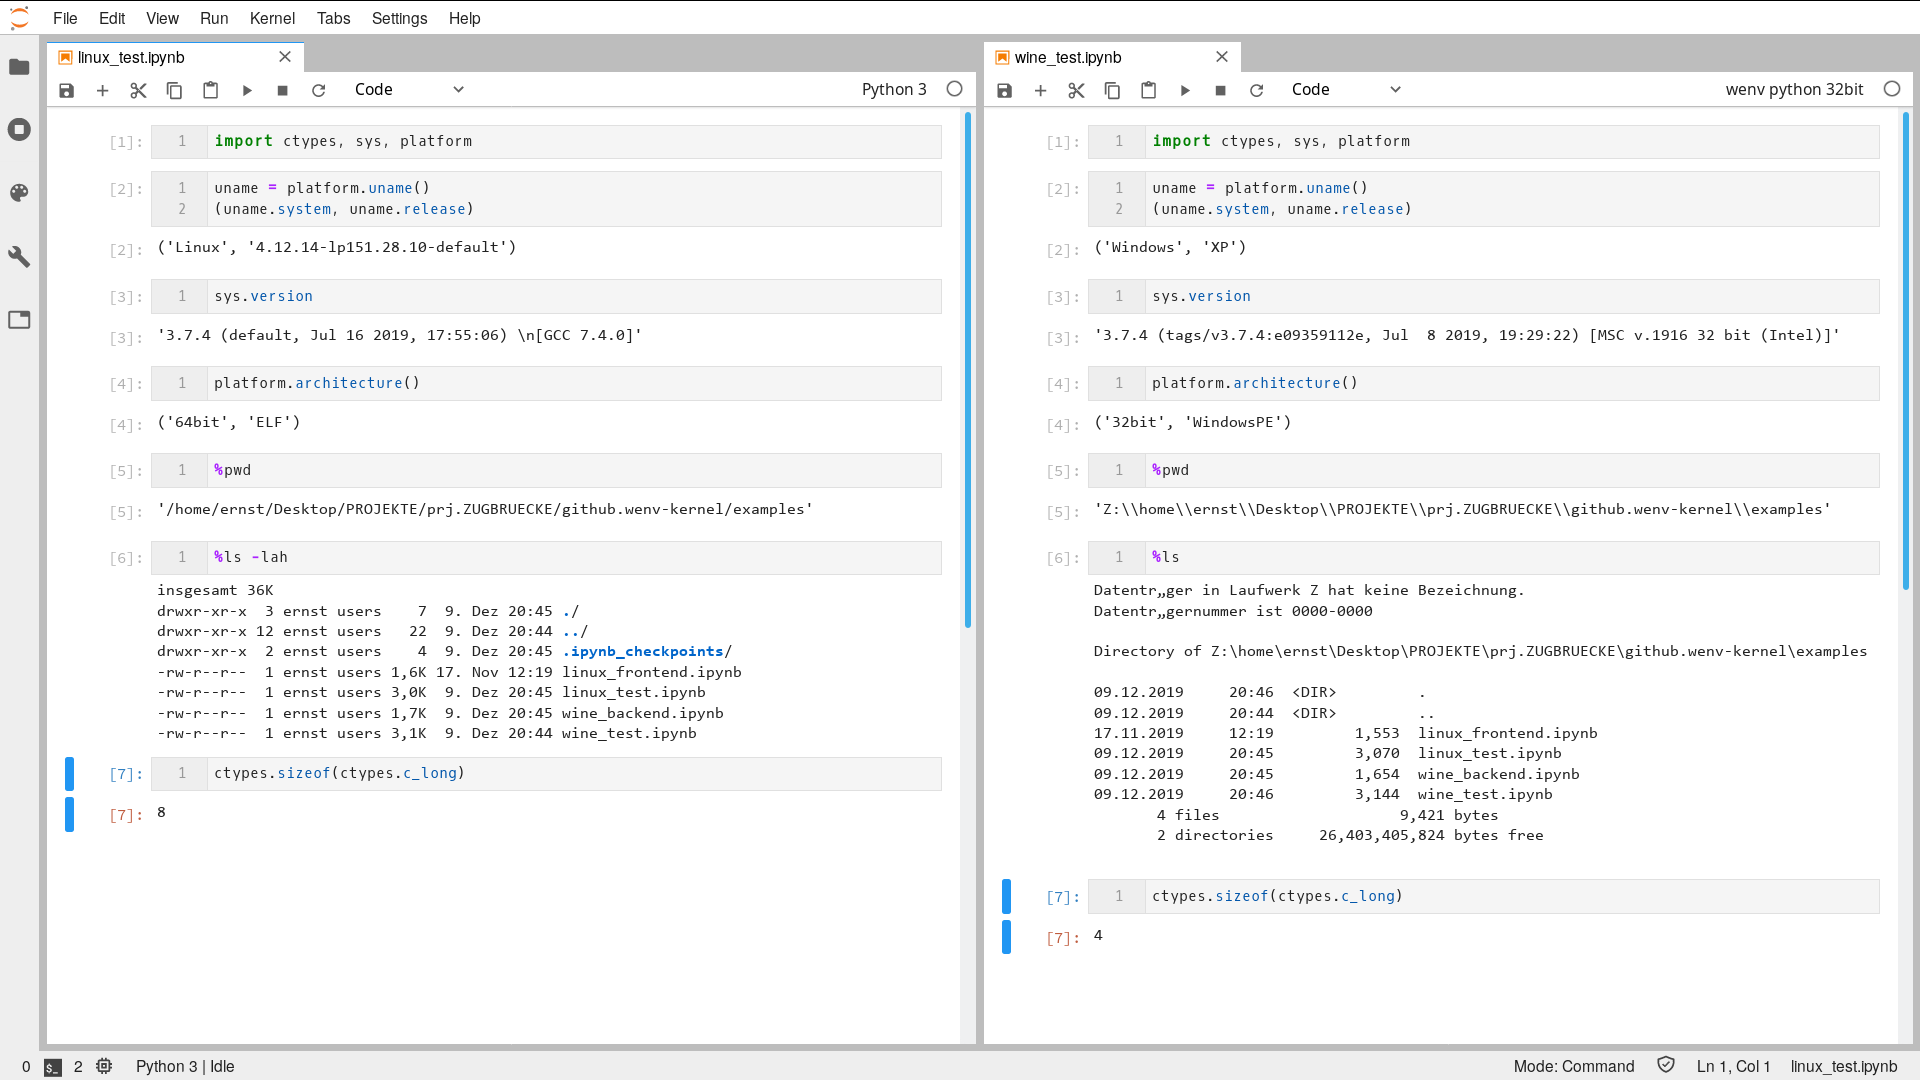 File Edit View Run Kernel Tabs Settings Help
linux_test.ipynb
Code Python 3
[1]: 1 import ctypes, sys, platform
[2]: 1 uname = platform.uname()
2 (uname.system, uname.release)
[2]: ('Linux', '4.12.14-lp151.28.10-default')
[3]: 1 sys.version
[3]: '3.7.4 (default, Jul 16 2019, 17:55:06) \n[GCC 7.4.0]'
[4]: 1 platform.architecture()
[4]: ('64bit', 'ELF')
[5]: 1 %pwd
[5]: '/home/ernst/Desktop/PROJEKTE/prj.ZUGBRUECKE/github.wenv-kernel/examples'
[6]: 1 %ls -lah
insgesamt 36K
drwxr-xr-x  3 ernst users    7  9. Dez 20:45 ./
drwxr-xr-x 12 ernst users   22  9. Dez 20:44 ../
drwxr-xr-x  2 ernst users    4  9. Dez 20:45 .ipynb_checkpoints/
-rw-r--r--  1 ernst users 1,6K 17. Nov 12:19 linux_frontend.ipynb
-rw-r--r--  1 ernst users 3,0K  9. Dez 20:45 linux_test.ipynb
-rw-r--r--  1 ernst users 1,7K  9. Dez 20:45 wine_backend.ipynb
-rw-r--r--  1 ernst users 3,1K  9. Dez 20:44 wine_test.ipynb
[7]: 1 ctypes.sizeof(ctypes.c_long)
[7]: 8
wine_test.ipynb
Code wenv python 32bit
[1]: 1 import ctypes, sys, platform
[2]: 1 uname = platform.uname()
2 (uname.system, uname.release)
[2]: ('Windows', 'XP')
[3]: 1 sys.version
[3]: '3.7.4 (tags/v3.7.4:e09359112e, Jul  8 2019, 19:29:22) [MSC v.1916 32 bit (Intel)]'
[4]: 1 platform.architecture()
[4]: ('32bit', 'WindowsPE')
[5]: 1 %pwd
[5]: 'Z:\\home\\ernst\\Desktop\\PROJEKTE\\prj.ZUGBRUECKE\\github.wenv-kernel\\examples'
[6]: 1 %ls
Datentr„ger in Laufwerk Z hat keine Bezeichnung.
Datentr„gernummer ist 0000-0000
Directory of Z:\home\ernst\Desktop\PROJEKTE\prj.ZUGBRUECKE\github.wenv-kernel\examples
09.12.2019     20:46  <DIR>         .
09.12.2019     20:44  <DIR>         ..
17.11.2019     12:19         1,553  linux_frontend.ipynb
09.12.2019     20:45         3,070  linux_test.ipynb
09.12.2019     20:45         1,654  wine_backend.ipynb
09.12.2019     20:46         3,144  wine_test.ipynb
4 files                    9,421 bytes
2 directories     26,403,405,824 bytes free
[7]: 1 ctypes.sizeof(ctypes.c_long)
[7]: 4
0 $_ 2 Python 3 | Idle Mode: Command Ln 1, Col 1 linux_test.ipynb